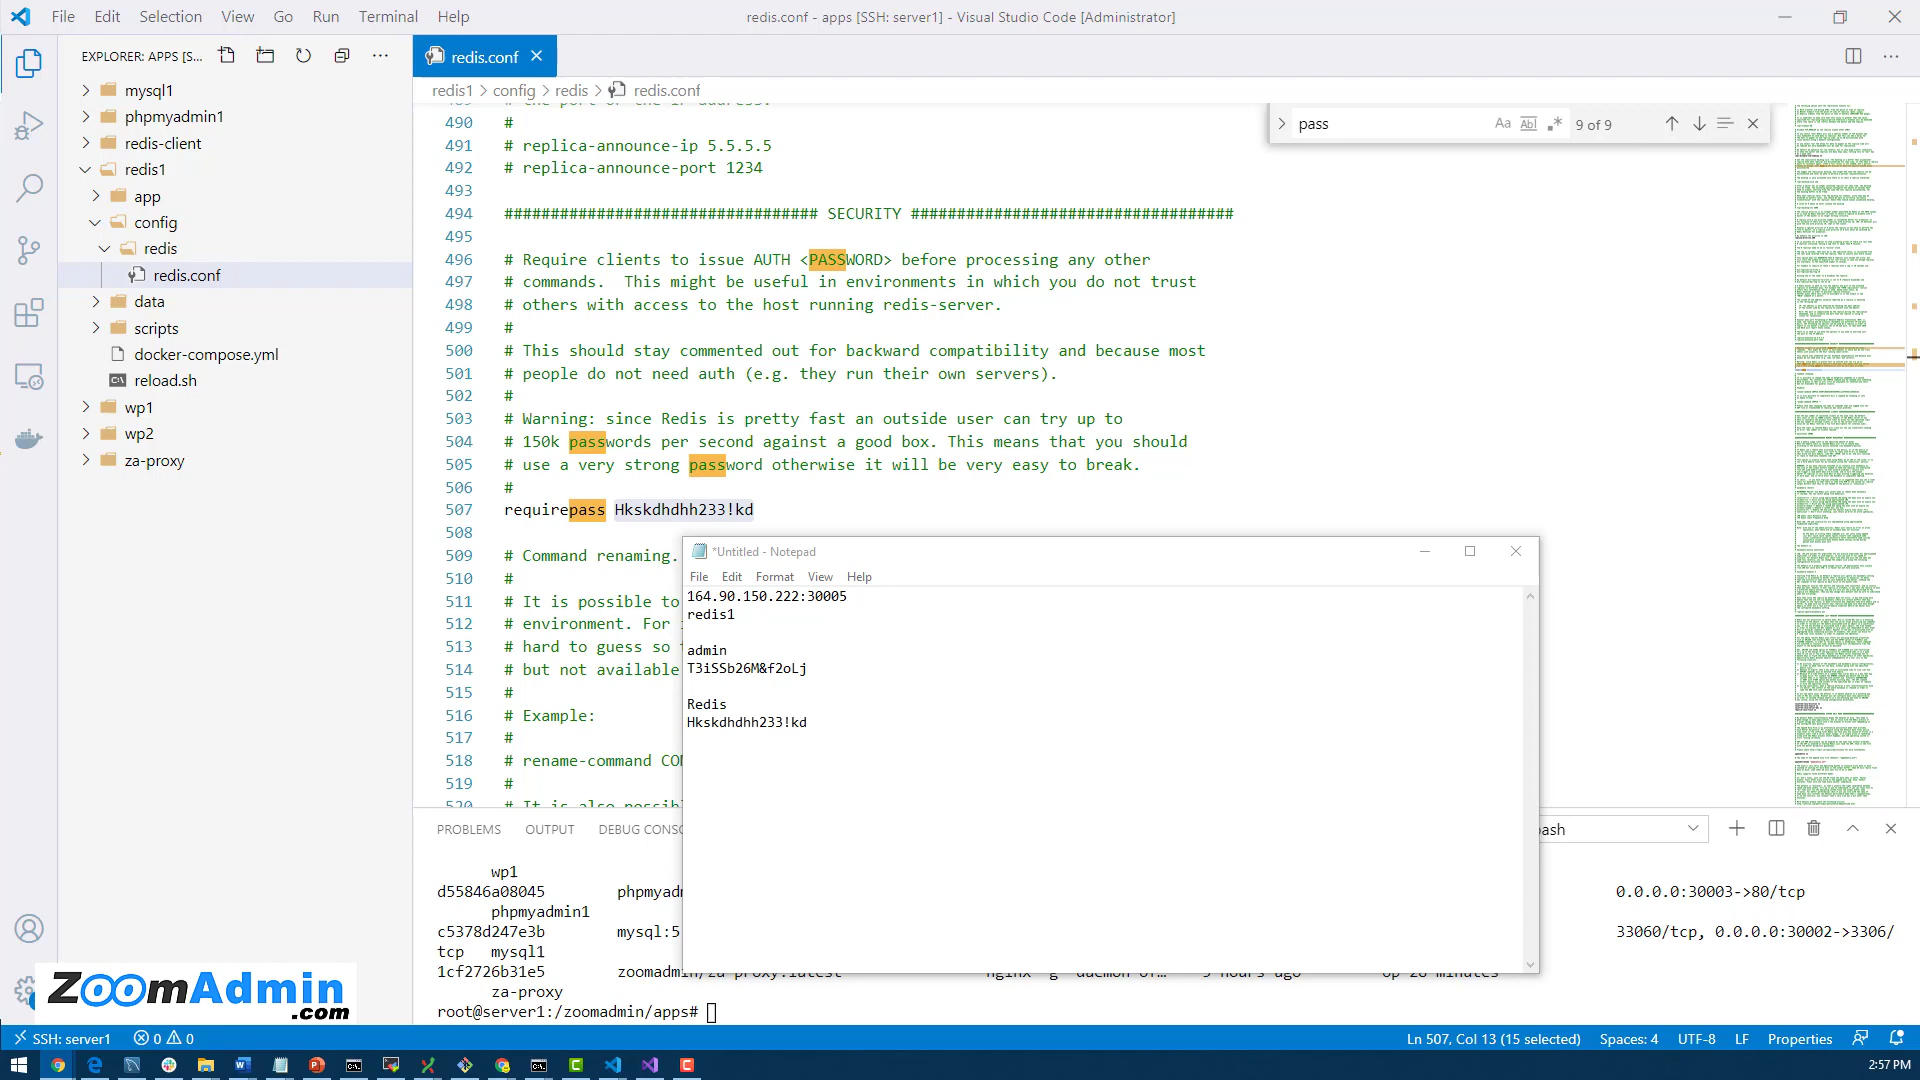 File Edit Selection View Go Run Terminal Help
redis.conf - apps [SSH: server1] - Visual Studio Code [Administrator]
EXPLORER: APPS [S...
mysql1
phpmyadmin1
redis-client
redis1
app
config
redis
redis.conf
data
scripts
docker-compose.yml
reload.sh
wp1
wp2
za-proxy
redis.conf
redis1 > config > redis > redis.conf
pass
Aa Abl .* 9 of 9
490 #
491 # replica-announce-ip 5.5.5.5
492 # replica-announce-port 1234
493
494 ################################## SECURITY ###################################
495
496 # Require clients to issue AUTH <PASSWORD> before processing any other
497 # commands.  This might be useful in environments in which you do not trust
498 # others with access to the host running redis-server.
499 #
500 # This should stay commented out for backward compatibility and because most
501 # people do not need auth (e.g. they run their own servers).
502 #
503 # Warning: since Redis is pretty fast an outside user can try up to
504 # 150k passwords per second against a good box. This means that you should
505 # use a very strong password otherwise it will be very easy to break.
506 #
507 requirepass Hkskdhdhh233!kd
508
509 # Command renaming.
510 #
511 # It is possible to
512 # environment. For
513 # hard to guess so
514 # but not available
515 #
516 # Example:
517 #
518 # rename-command CO
519 #
520 # It is also
*Untitled - Notepad
File Edit Format View Help
164.90.150.222:30005
redis1
admin
T3iSSb26M&f2oLj
Redis
Hkskdhdhh233!kd
PROBLEMS OUTPUT DEBUG
wp1
d55846a08045 0.0.0.0:30003->80/tcp
phpmyadmin1
c5378d247e3b mysql:5 33060/tcp, 0.0.0.0:30002->3306/
tcp mysql1
1cf2726b31e5 zoomadmin/za-proxy:latest
za-proxy
root@server1:/zoomadmin/apps#
ZoomAdmin
.com
SSH: server1 0 0 Ln 507, Col 13 (15 selected) Spaces: 4 UTF-8 LF Properties
2:57 PM